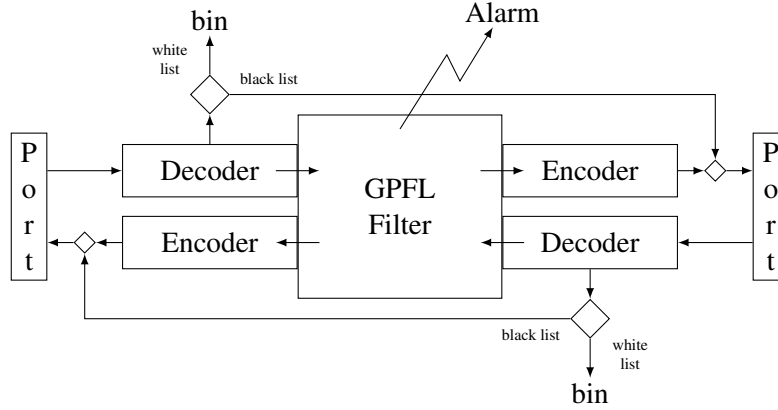 bin
Alarm
white
list
black list
P
o
r
t
Decoder
GPFL
Filter
Encoder
P
o
r
t
Encoder
Decoder
black list
white
list
bin